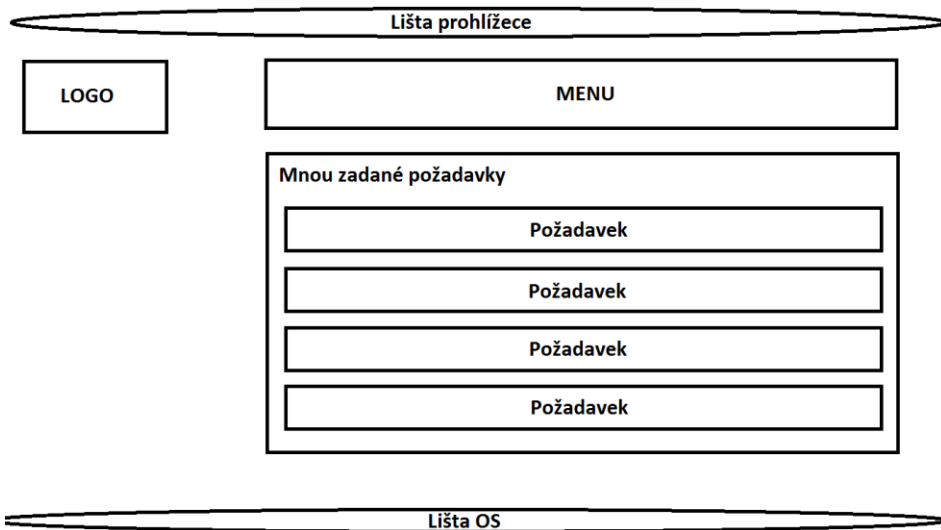 Lišta prohlížece
LOGO
MENU
Mnou zadané požadavky
Požadavek
Požadavek
Požadavek
Požadavek
Lišta OS